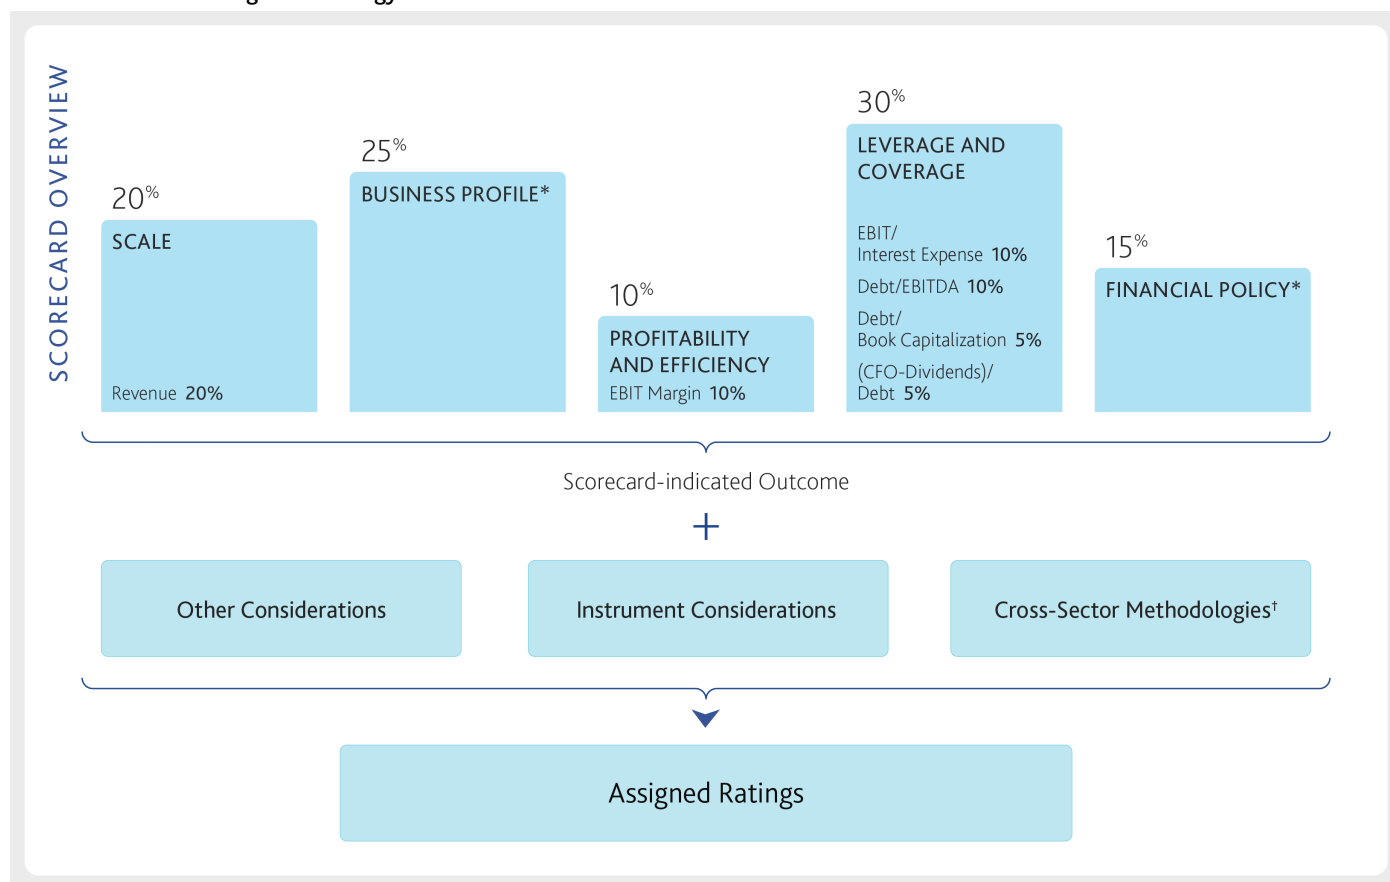 SCORECARD OVERVIEW
20%
SCALE
Revenue 20%
25%
BUSINESS PROFILE*
10%
PROFITABILITY
AND EFFICIENCY
EBIT Margin 10%
30%
LEVERAGE AND
COVERAGE
EBIT/
Interest Expense 10%
Debt/EBITDA 10%
Debt/
Book Capitalization 5%
(CFO-Dividends)/
Debt 5%
15%
FINANCIAL POLICY*
Scorecard-indicated Outcome
+
Other Considerations
Instrument Considerations
Cross-Sector Methodologies†
Assigned Ratings